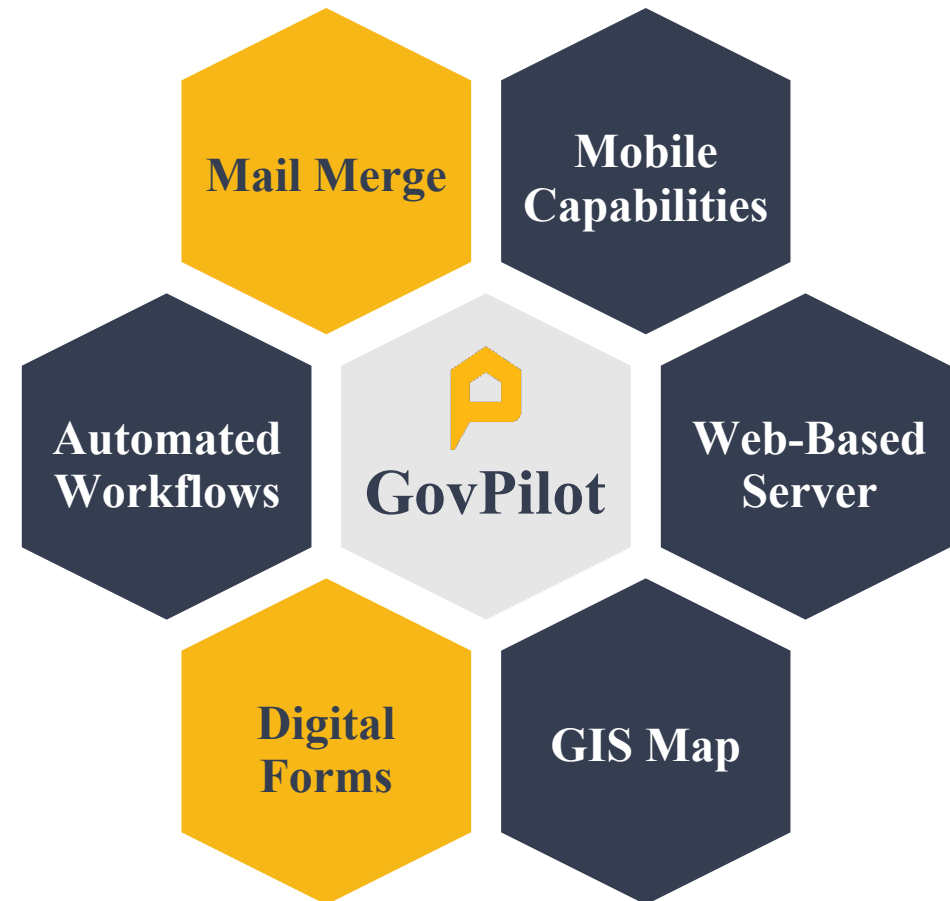 Mail Merge
Mobile
Capabilities
Automated
Workflows
GovPilot
Web-Based
Server
Digital
Forms
GIS Map